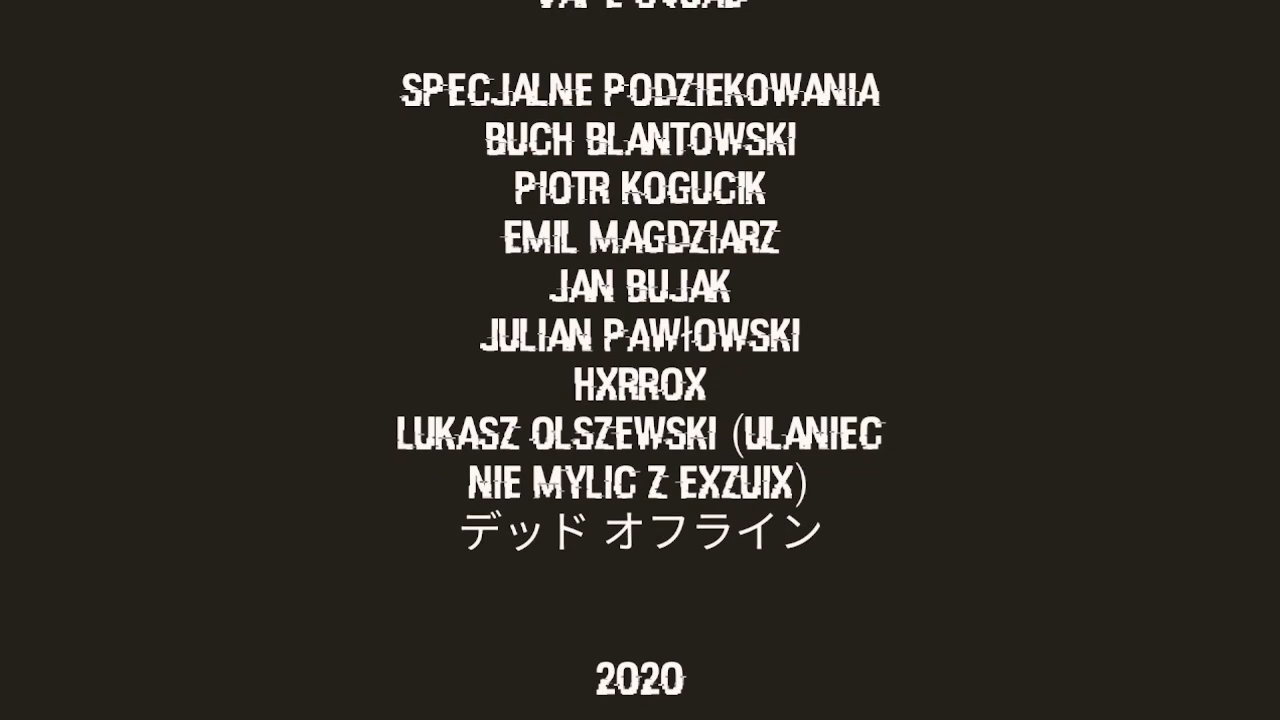 SPECJALNE PODZIEKOWANIA
BUCH BLANTOWSKI
PIOTR KOGUCIK
EMIL MAGDZIARZ
JAN BUJAK
JULIAN PAWŁOWSKI
HXRROX
LUKASZ OLSZEWSKI (ULANIEC
NIE MYLIC Z EXZUIX)
デッド オフライン
2020